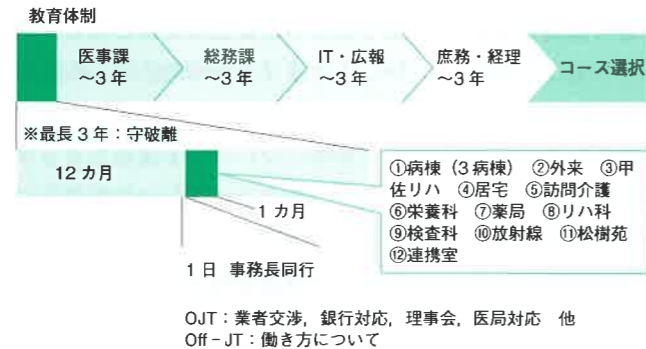 教育体制
医事課
～3年
総務課
～3年
IT・広報
～3年
庶務・経理
～3年
コース選択
※最長3年：守破離
12カ月
1カ月
①病棟（3病棟） ②外来 ③甲
佐リハ ④居宅 ⑤訪問介護
⑥栄養科 ⑦薬局 ⑧リハ科
⑨検査科 ⑩放射線 ⑪松樹苑
⑫連携室
1日 事務長同行
OJT：業者交渉，銀行対応，理事会，医局対応 他
Off-JT：働き方について